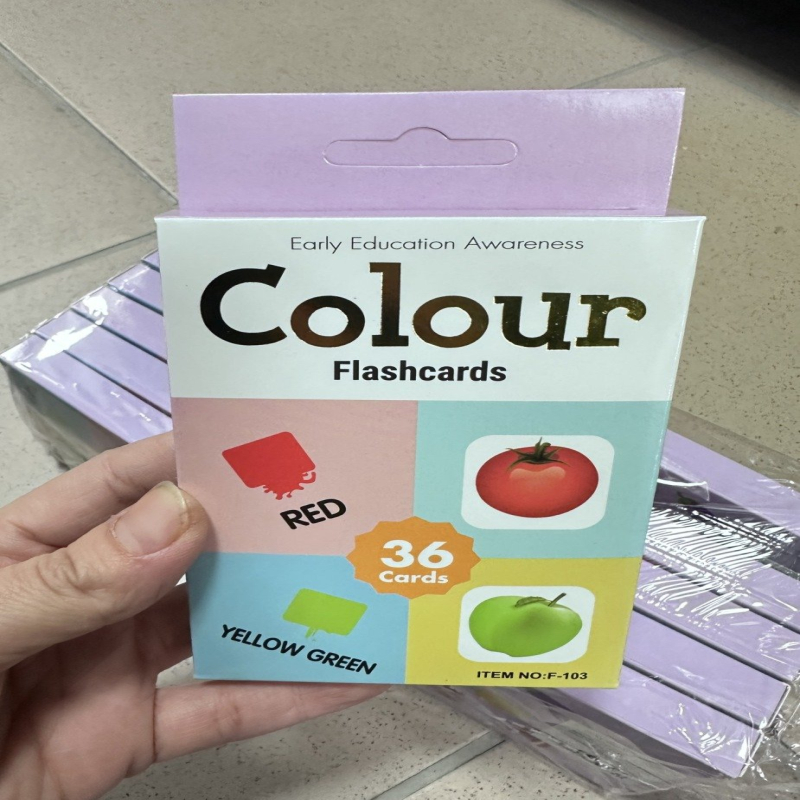 Early Education Awareness
Colour
Flashcards
RED
36
Cards
YELLOW GREEN
ITEM NO:F-103